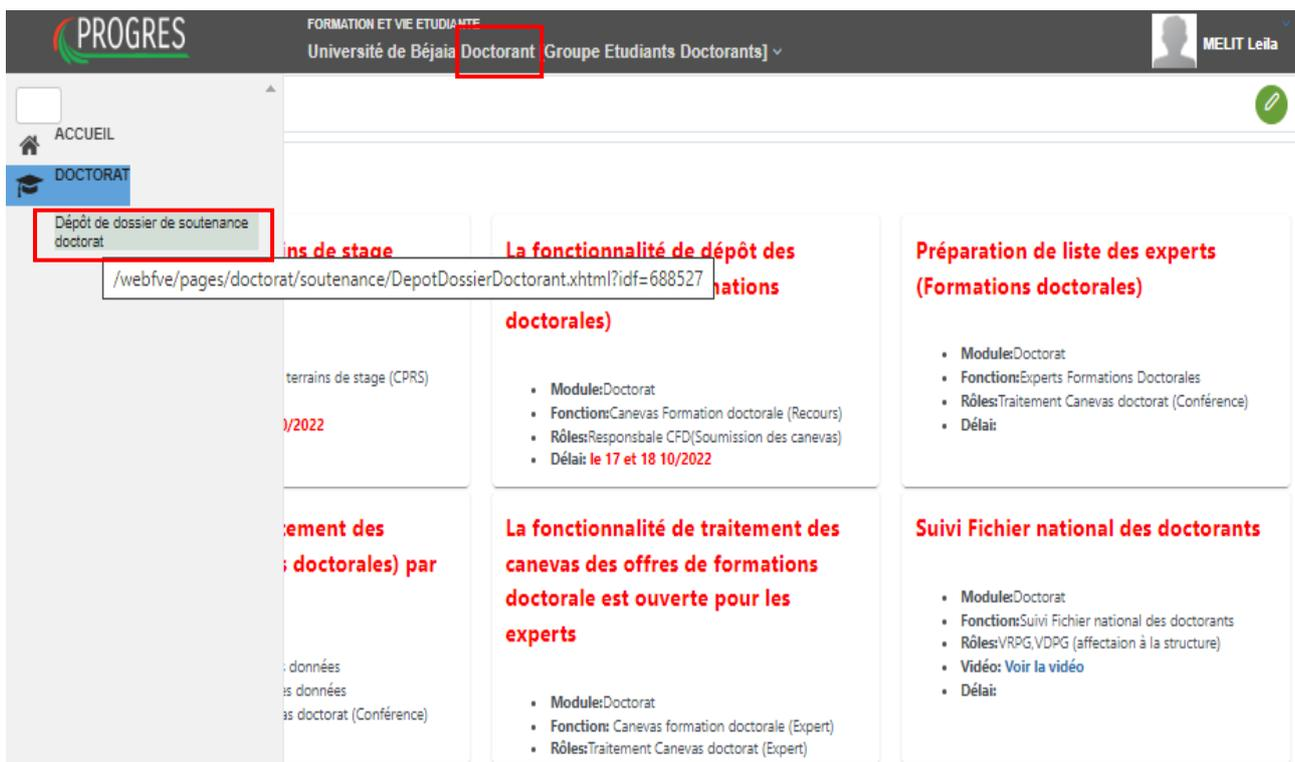 PROGRES
FORMATION ET VIE ETUDIANTE
Université de Béjaia Doctorant [Groupe Etudiants Doctorants]
MELIT Leila
ACCUEIL
DOCTORAT
Dépôt de dossier de soutenance
doctorat
/webfve/pages/doctorat/soutenance/DepotDossierDoctorant.xhtml?idf=688527
ins de stage
terrains de stage (CPRS)
0/2022
La fonctionnalité de dépôt des
mations
doctorales)
• Module:Doctorat
• Fonction:Canevas Formation doctorale (Recours)
• Rôles:Responsbale CFD(Soumission des canevas)
• Délai: le 17 et 18 10/2022
Préparation de liste des experts
(Formations doctorales)
• Module:Doctorat
• Fonction:Experts Formations Doctorales
• Rôles:Traitement Canevas doctorat (Conférence)
• Délai:
tement des
s doctorales) par
données
es données
as doctorat (Conférence)
La fonctionnalité de traitement des
canevas des offres de formations
doctorale est ouverte pour les
experts
• Module:Doctorat
• Fonction: Canevas formation doctorale (Expert)
• Rôles:Traitement Canevas doctorat (Expert)
Suivi Fichier national des doctorants
• Module:Doctorat
• Fonction:Suivi Fichier national des doctorants
• Rôles:VRPG,VDPG (affectaion à la structure)
• Vidéo: Voir la vidéo
• Délai: